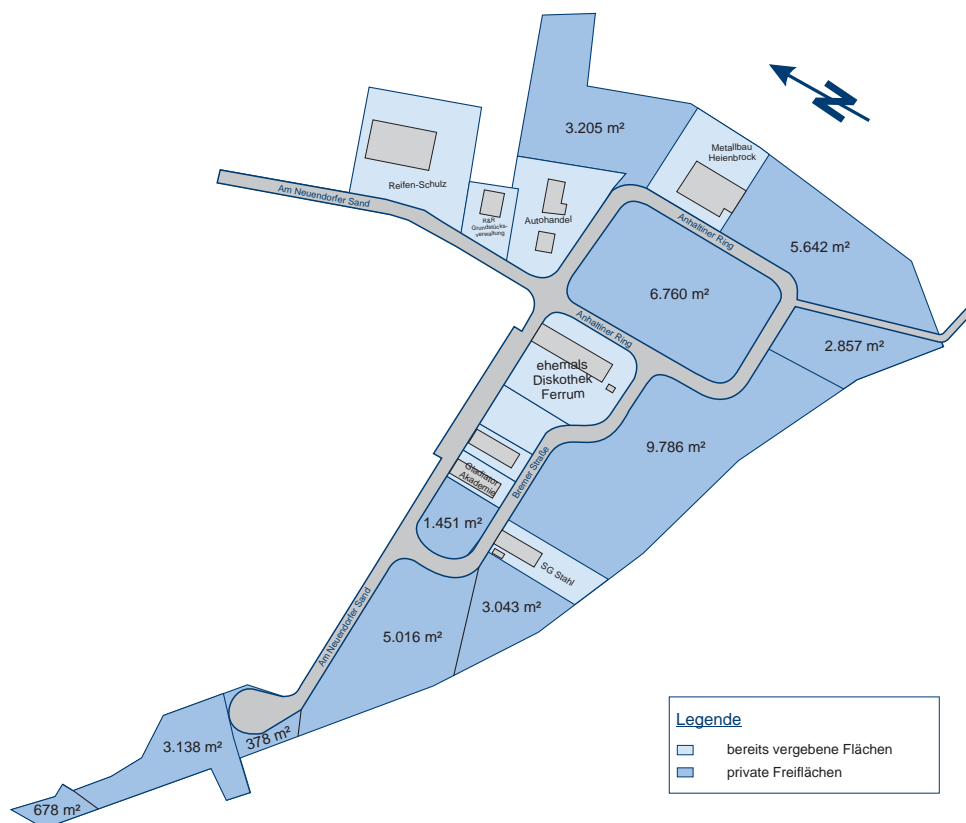 N
3.205 m²
Metallbau
Heienbrock
Reifen-Schulz
Am Neuendorfer Sand
R&R
Grundstücks-
verwaltung
Autohandel
Anhaltiner Ring
5.642 m²
6.760 m²
Anhaltiner Ring
2.857 m²
ehemals
Diskothek
Ferrum
9.786 m²
Bremer Straße
Gladiator
Akademie
1.451 m²
SG Stahl
3.043 m²
Am Neuendorfer Sand
5.016 m²
378 m²
3.138 m²
678 m²
Legende
bereits vergebene Flächen
private Freiflächen